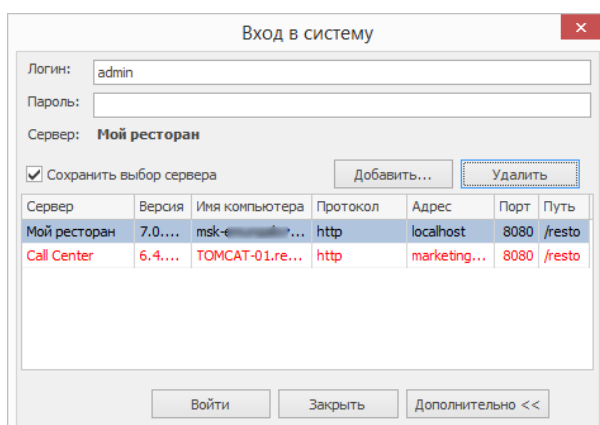 Вход в систему
Логин: admin
Пароль:
Сервер: Мой ресторан
Сохранить выбор сервера Добавить... Удалить
Сервер Версия Имя компьютера Протокол Адрес Порт Путь
Мой ресторан 7.0.... http localhost 8080 /resto
Call Center 6.4.... TOMCAT-01.re... http marketing... 8080 /resto
Войти Закрыть Дополнительно <<